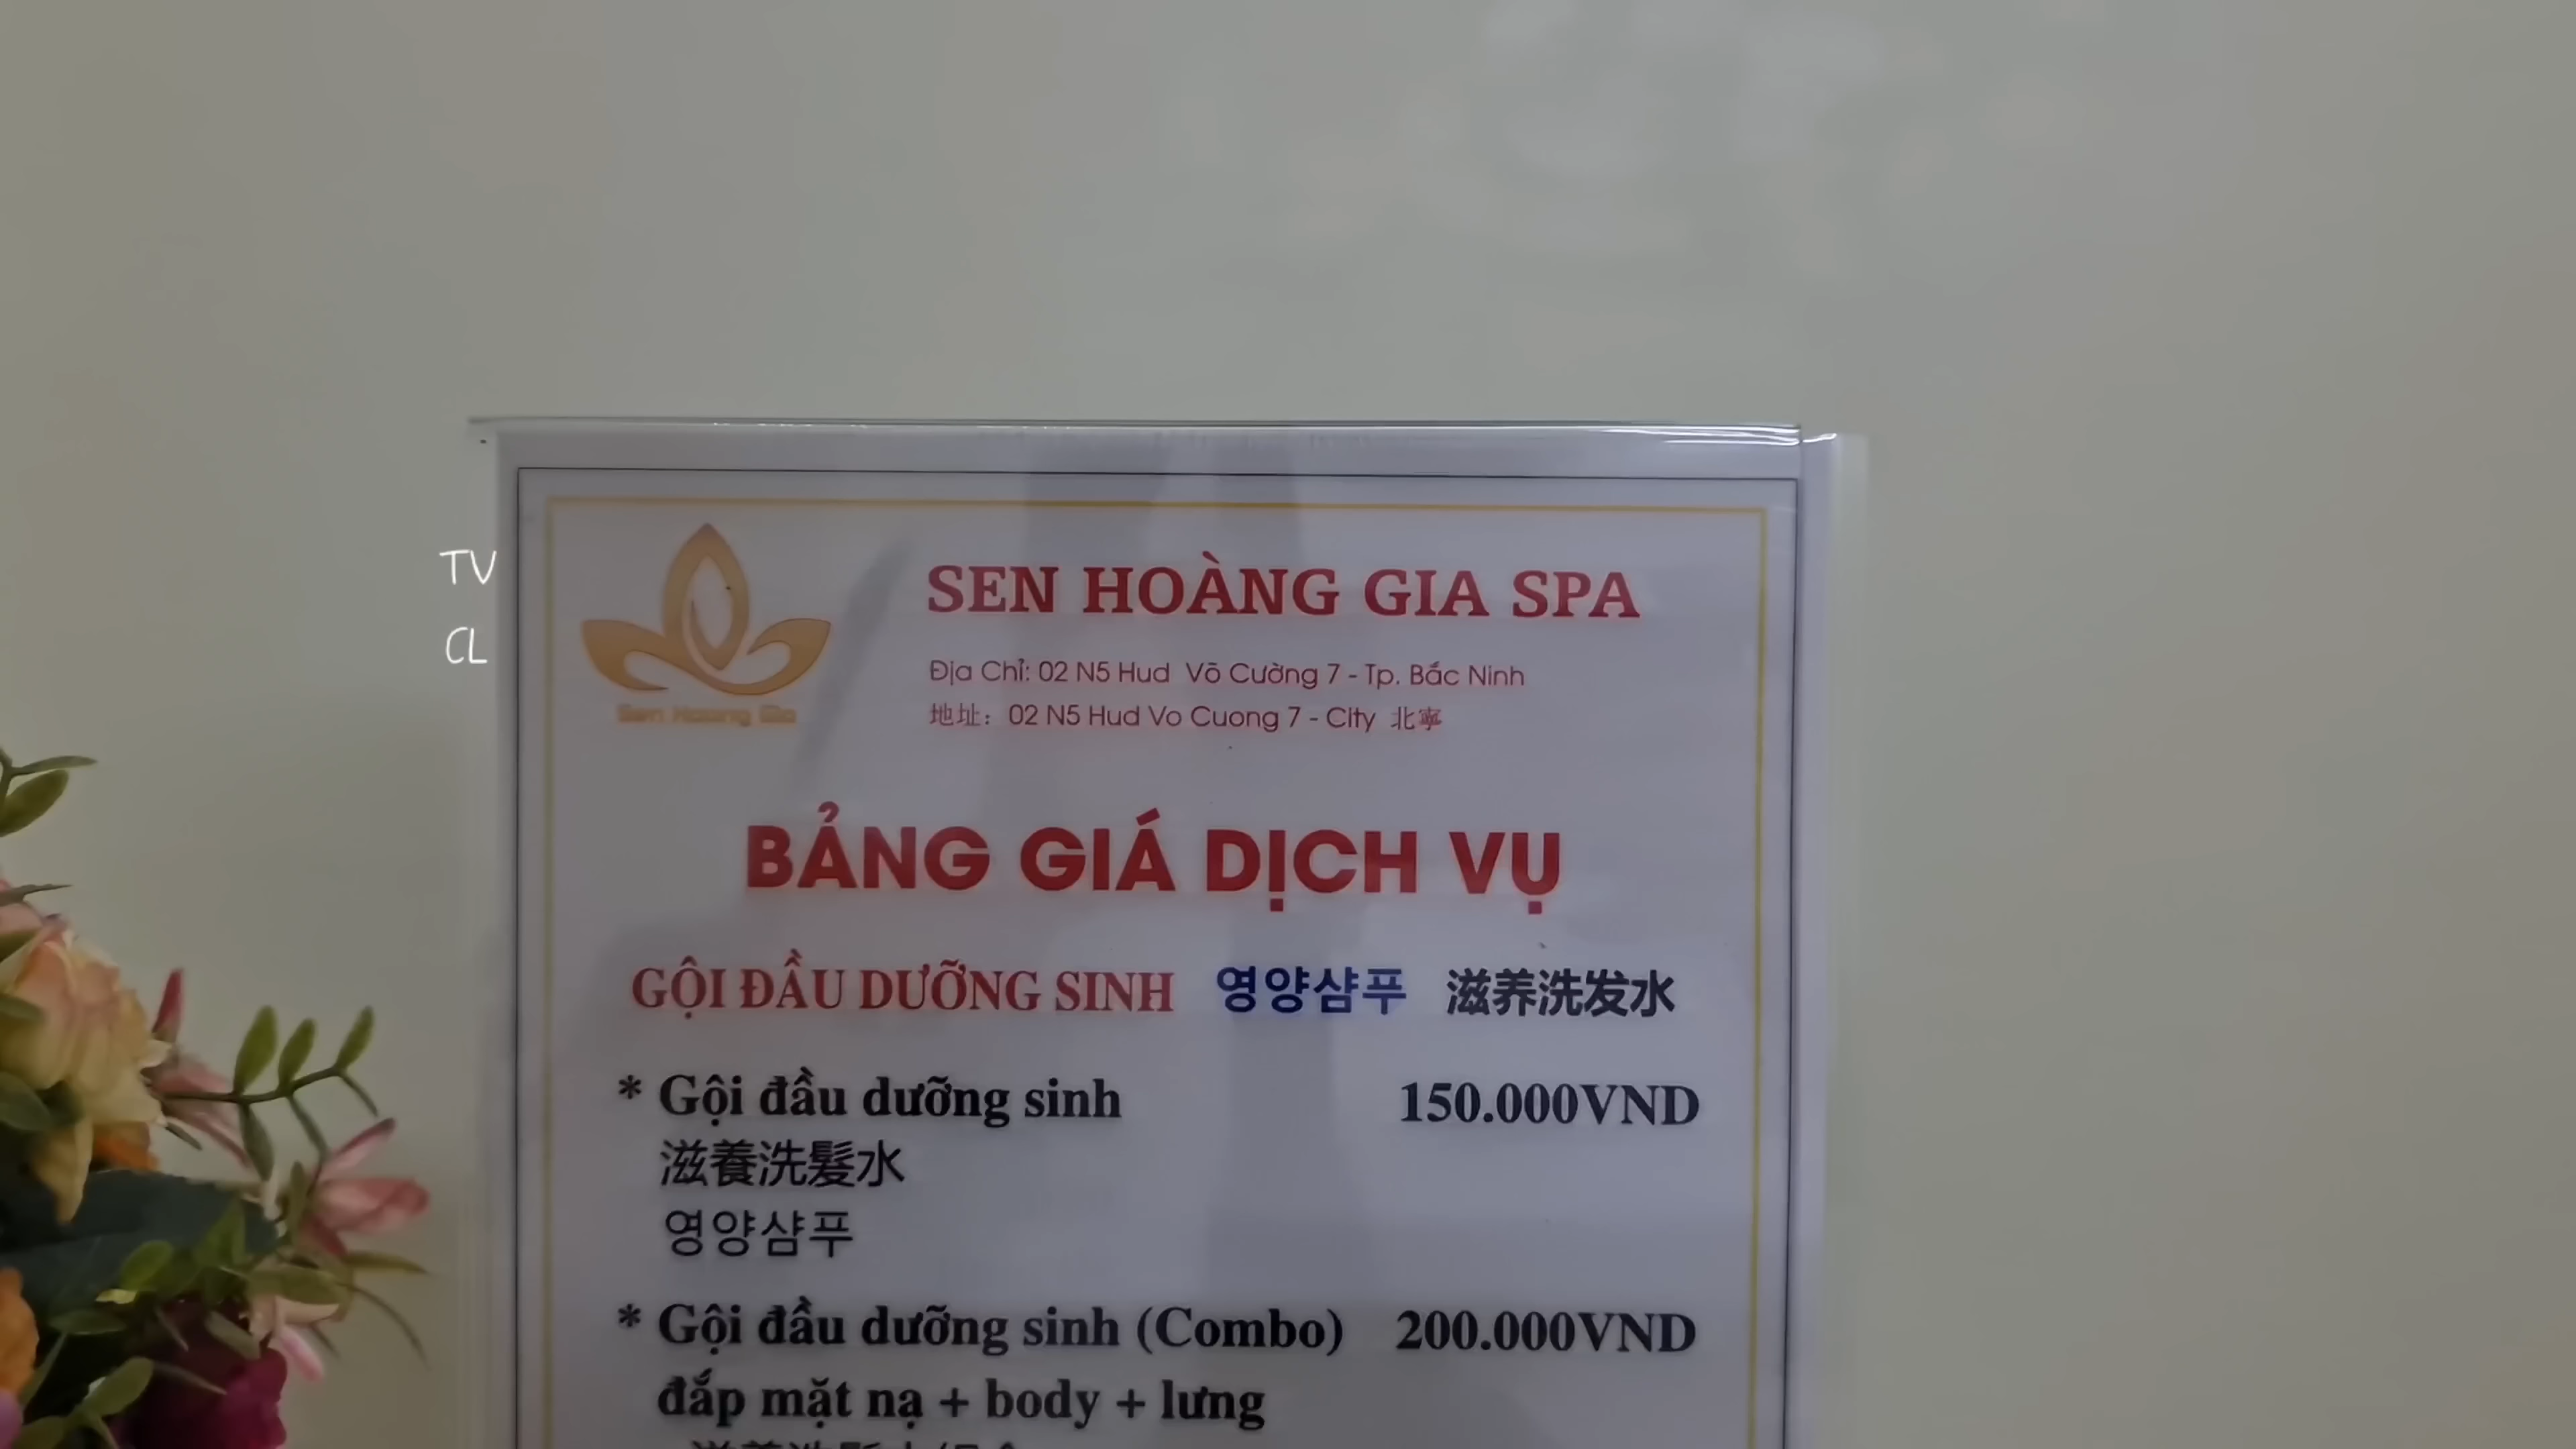 TV
CL
Sen Hoang Gia
SEN HOÀNG GIA SPA
Địa Chỉ: 02 N5 Hud Võ Cường 7 - Tp. Bắc Ninh
地址：02 N5 Hud Vo Cuong 7 - City 北寧
BẢNG GIÁ DỊCH VỤ
GỘI ĐẦU DƯỠNG SINH 영양샴푸 滋养洗发水
* Gội đầu dưỡng sinh 150.000VND
滋養洗髮水
영양샴푸
* Gội đầu dưỡng sinh (Combo) 200.000VND
đắp mặt nạ + body + lưng